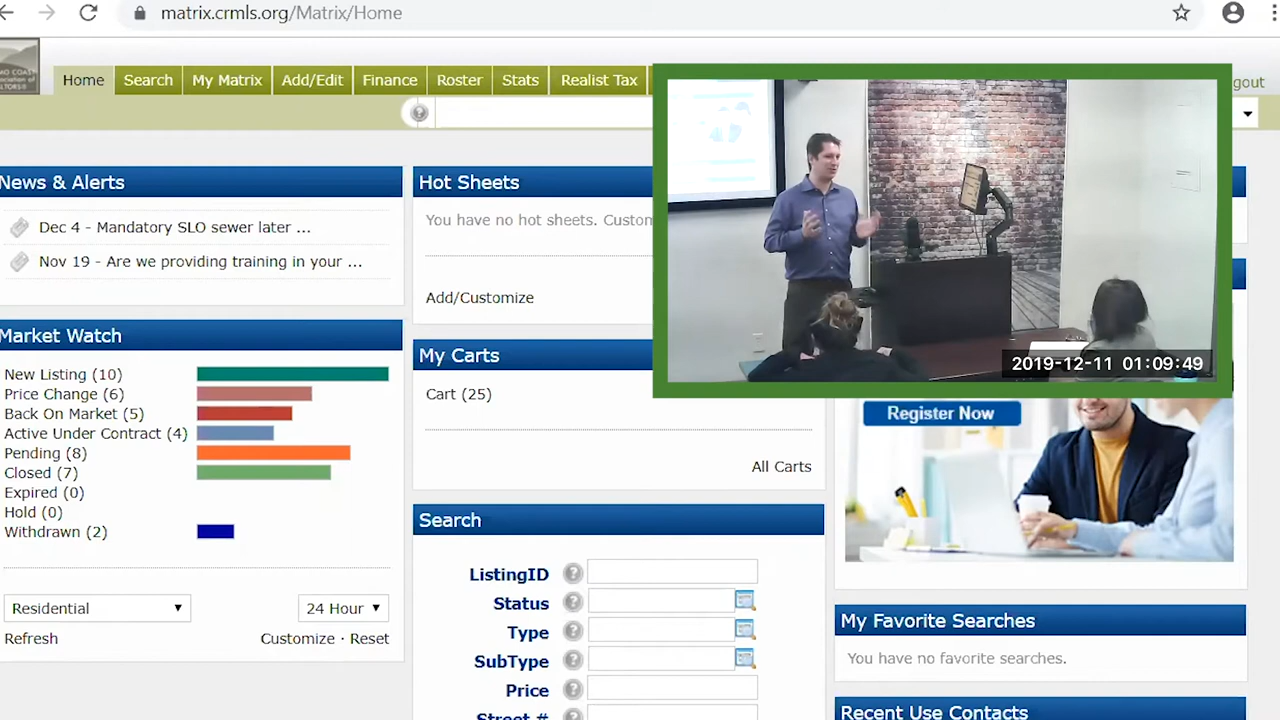 matrix.crmls.org/Matrix/Home
Home
Search
My Matrix
Add/Edit
Finance
Roster
Stats
Realist Tax
gout
News & Alerts
Dec 4 - Mandatory SLO sewer later ...
Nov 19 - Are we providing training in your ...
Market Watch
New Listing (10)
Price Change (6)
Back On Market (5)
Active Under Contract (4)
Pending (8)
Closed (7)
Expired (0)
Hold (0)
Withdrawn (2)
Residential
24 Hour
Refresh
Customize · Reset
Hot Sheets
You have no hot sheets. Custom
Add/Customize
My Carts
Cart (25)
All Carts
Search
ListingID
Status
Type
SubType
Price
Street #
2019-12-11 01:09:49
Register Now
My Favorite Searches
You have no favorite searches.
Recent Use Contacts